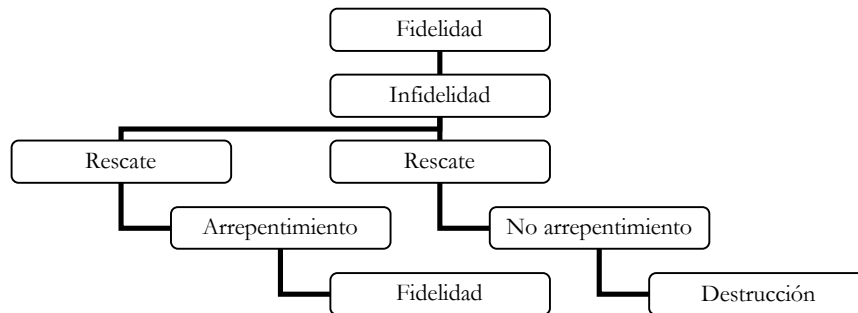 Fidelidad
Infidelidad
Rescate
Rescate
Arrepentimiento
No arrepentimiento
Fidelidad
Destrucción